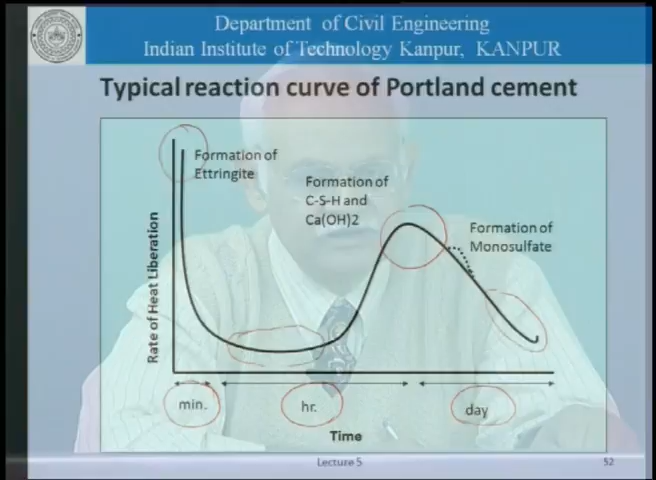 Department of Civil Engineering
Indian Institute of Technology Kanpur, KANPUR
Typical reaction curve of Portland cement
Formation of
Ettringite
Formation of
C-S-H and
Ca(OH)2
Formation of
Monosulfate
Rate of Heat Liberation
min.
hr.
day
Time
Lecture 5
52